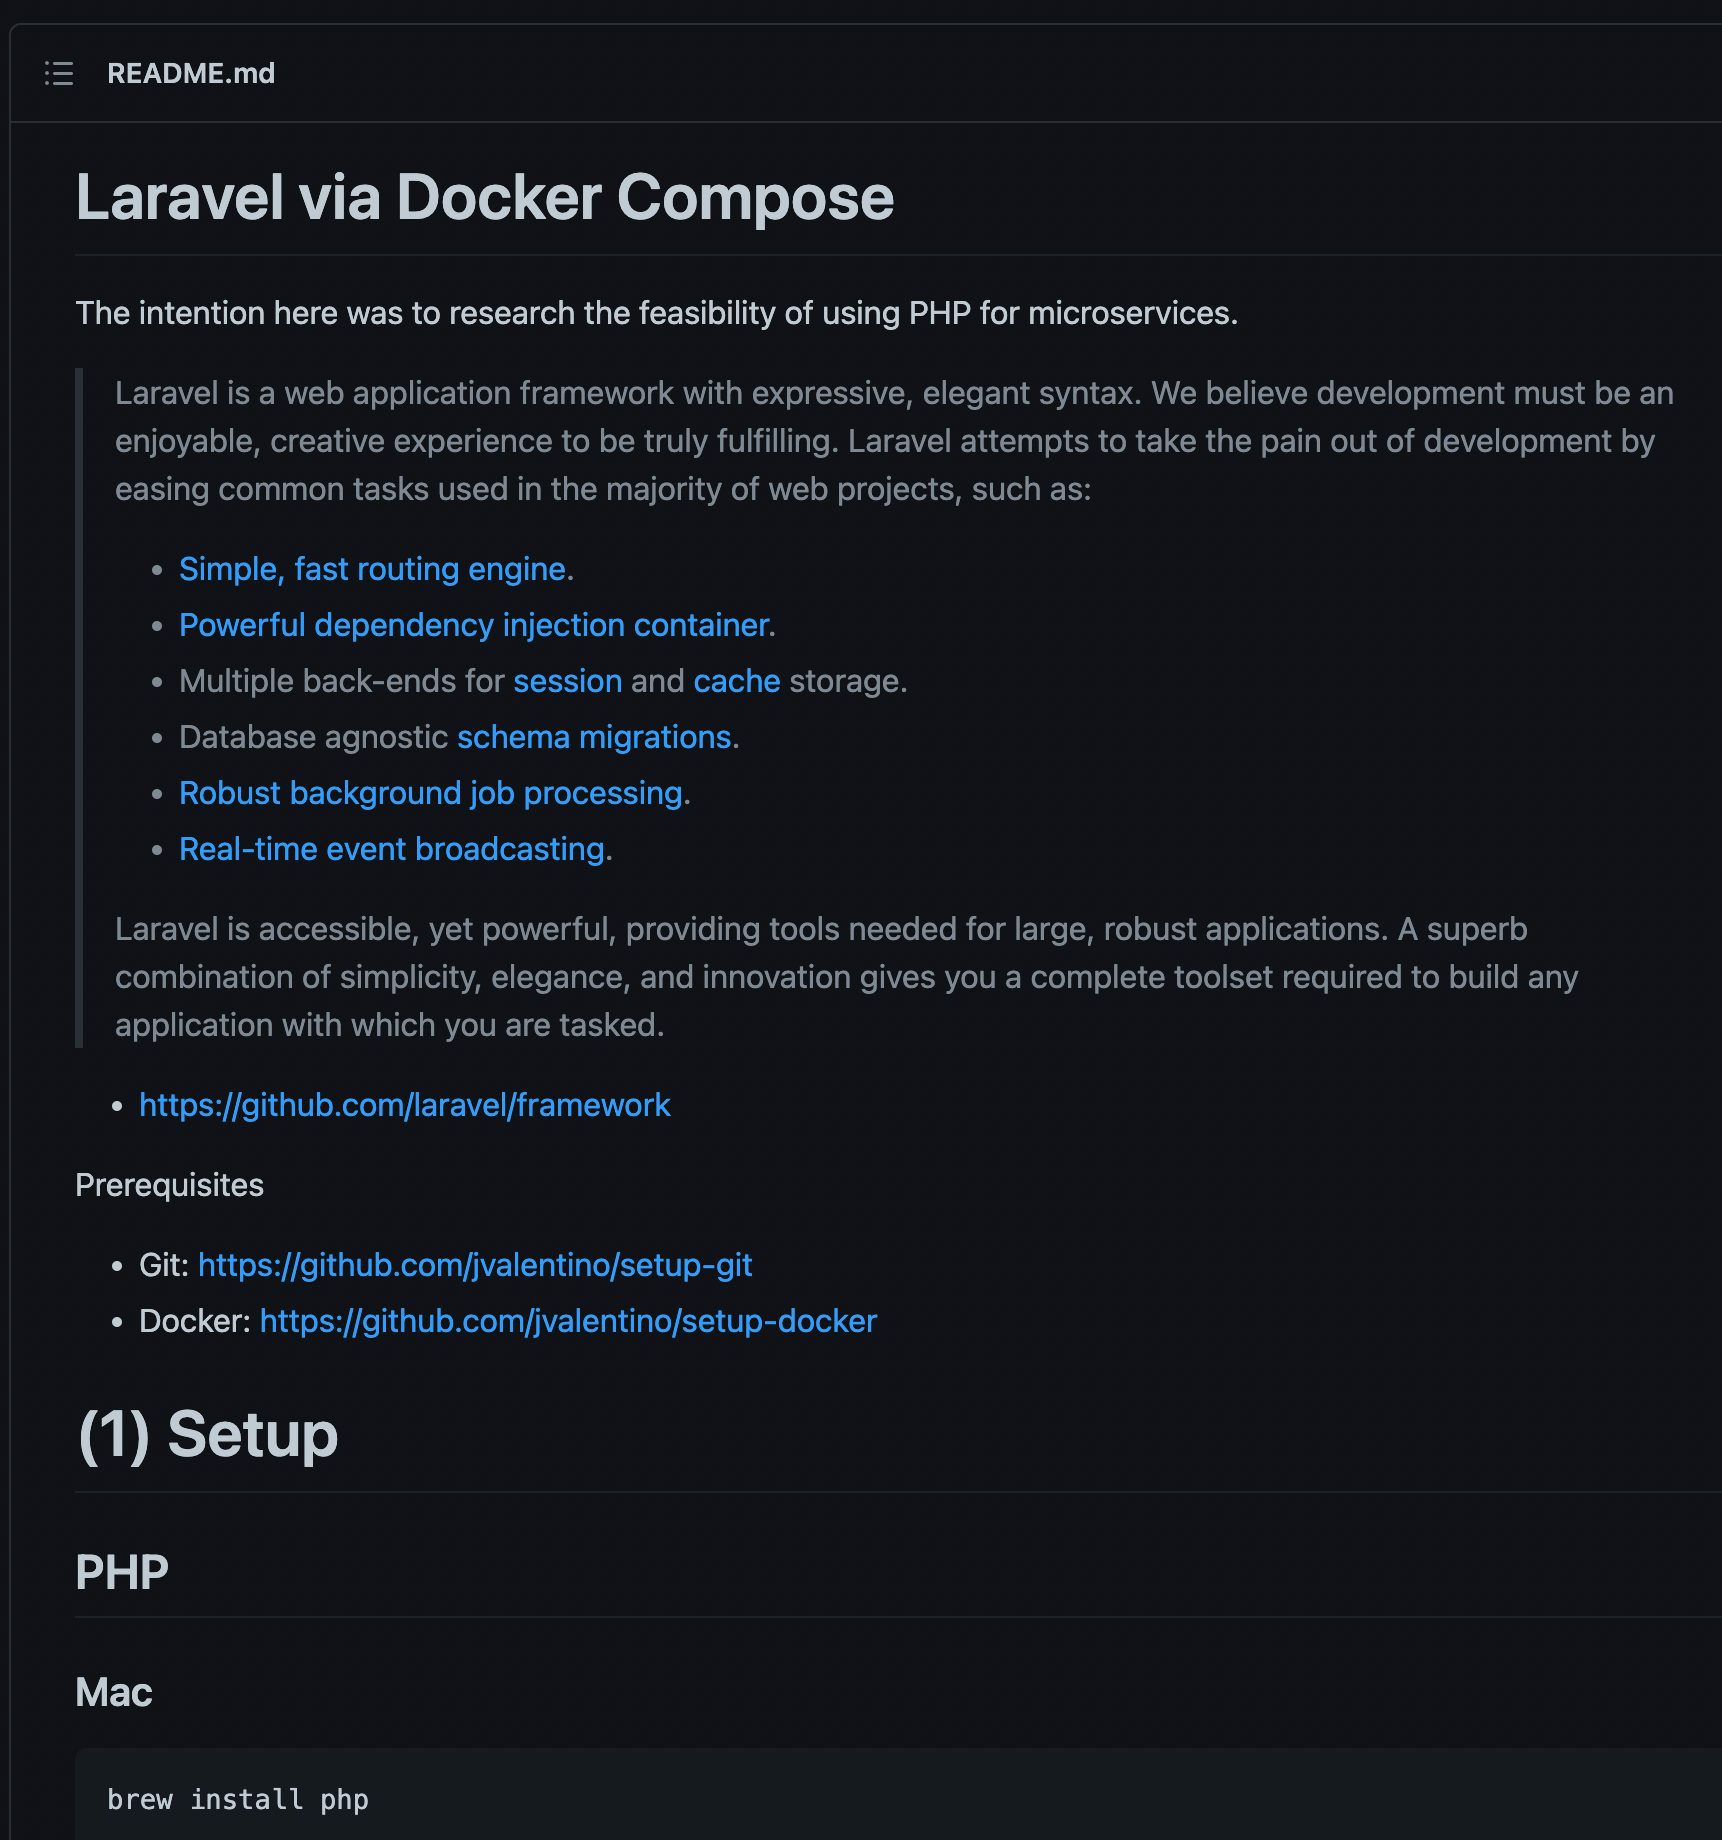 README.md
Laravel via Docker Compose
The intention here was to research the feasibility of using PHP for microservices.
Laravel is a web application framework with expressive, elegant syntax. We believe development must be an
enjoyable, creative experience to be truly fulfilling. Laravel attempts to take the pain out of development by
easing common tasks used in the majority of web projects, such as:
• Simple, fast routing engine.
• Powerful dependency injection container.
• Multiple back-ends for session and cache storage.
• Database agnostic schema migrations.
• Robust background job processing.
• Real-time event broadcasting.
Laravel is accessible, yet powerful, providing tools needed for large, robust applications. A superb
combination of simplicity, elegance, and innovation gives you a complete toolset required to build any
application with which you are tasked.
• https://github.com/laravel/framework
Prerequisites
• Git: https://github.com/jvalentino/setup-git
• Docker: https://github.com/jvalentino/setup-docker
(1) Setup
PHP
Mac
brew install php